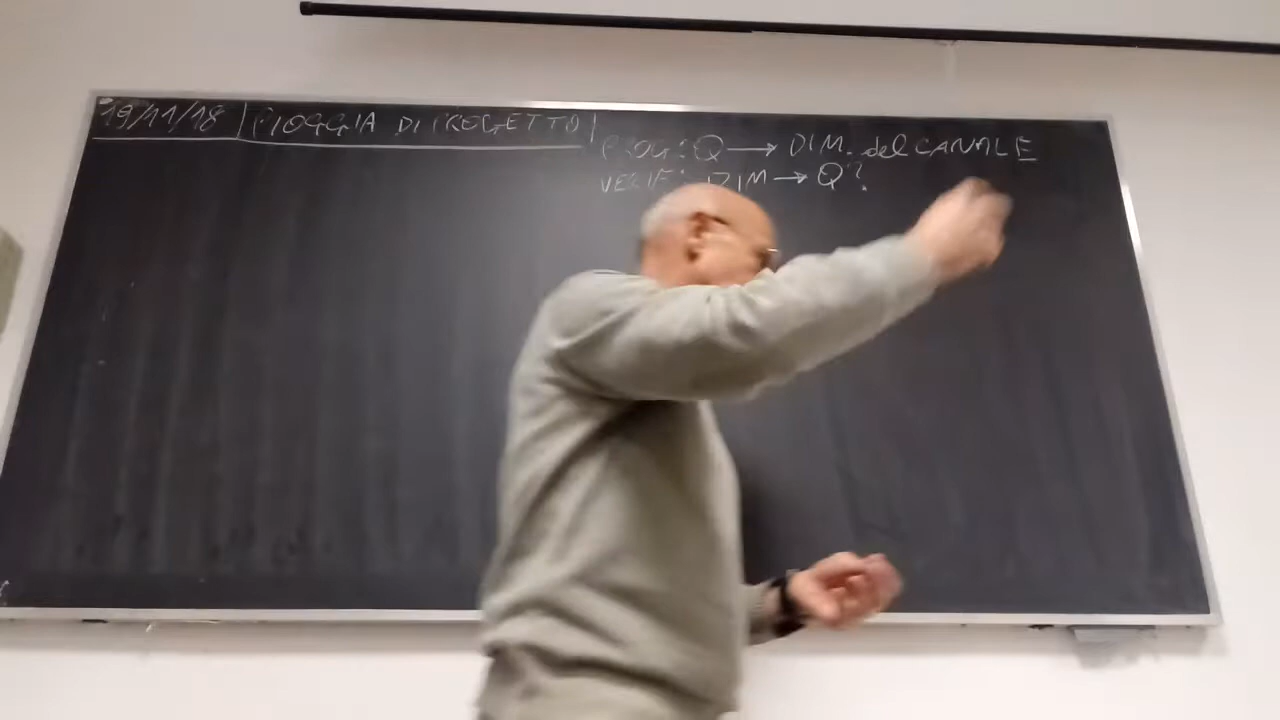 19/11/18 | PIOGGIA DI PROGETTO |
PROG: Q → DIM. del CANALE
VERIF: DIM → Q?